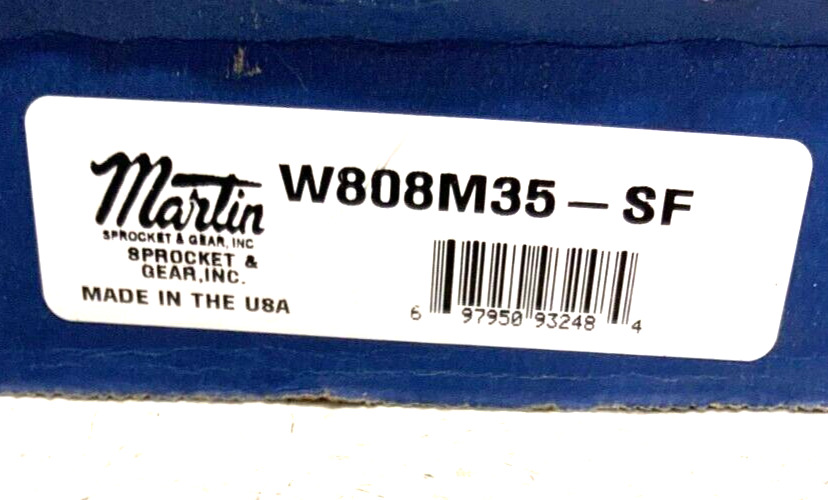 Martin
SPROCKET & GEAR, INC
SPROCKET &
GEAR, INC.
MADE IN THE USA
W808M35 – SF
6 97950 93248 4